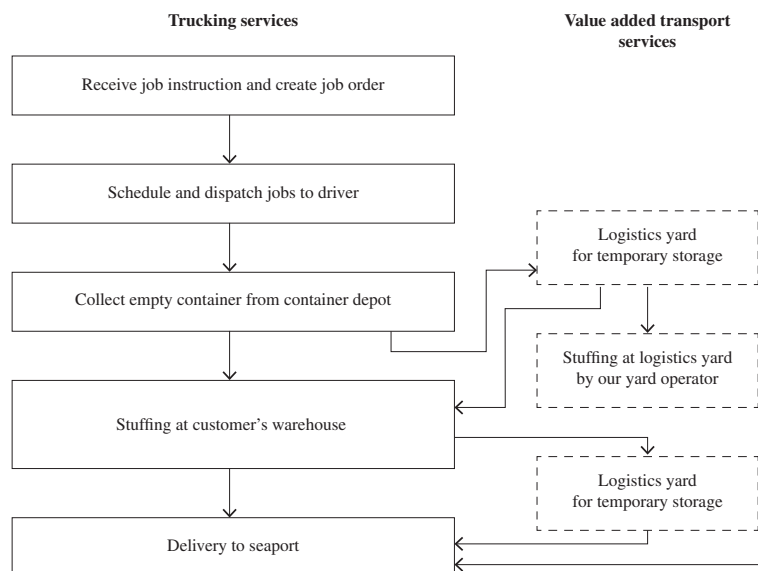 Trucking services
Value added transport
services
Receive job instruction and create job order
Schedule and dispatch jobs to driver
Logistics yard
for temporary storage
Collect empty container from container depot
Stuffing at logistics yard
by our yard operator
Stuffing at customer’s warehouse
Logistics yard
for temporary storage
Delivery to seaport